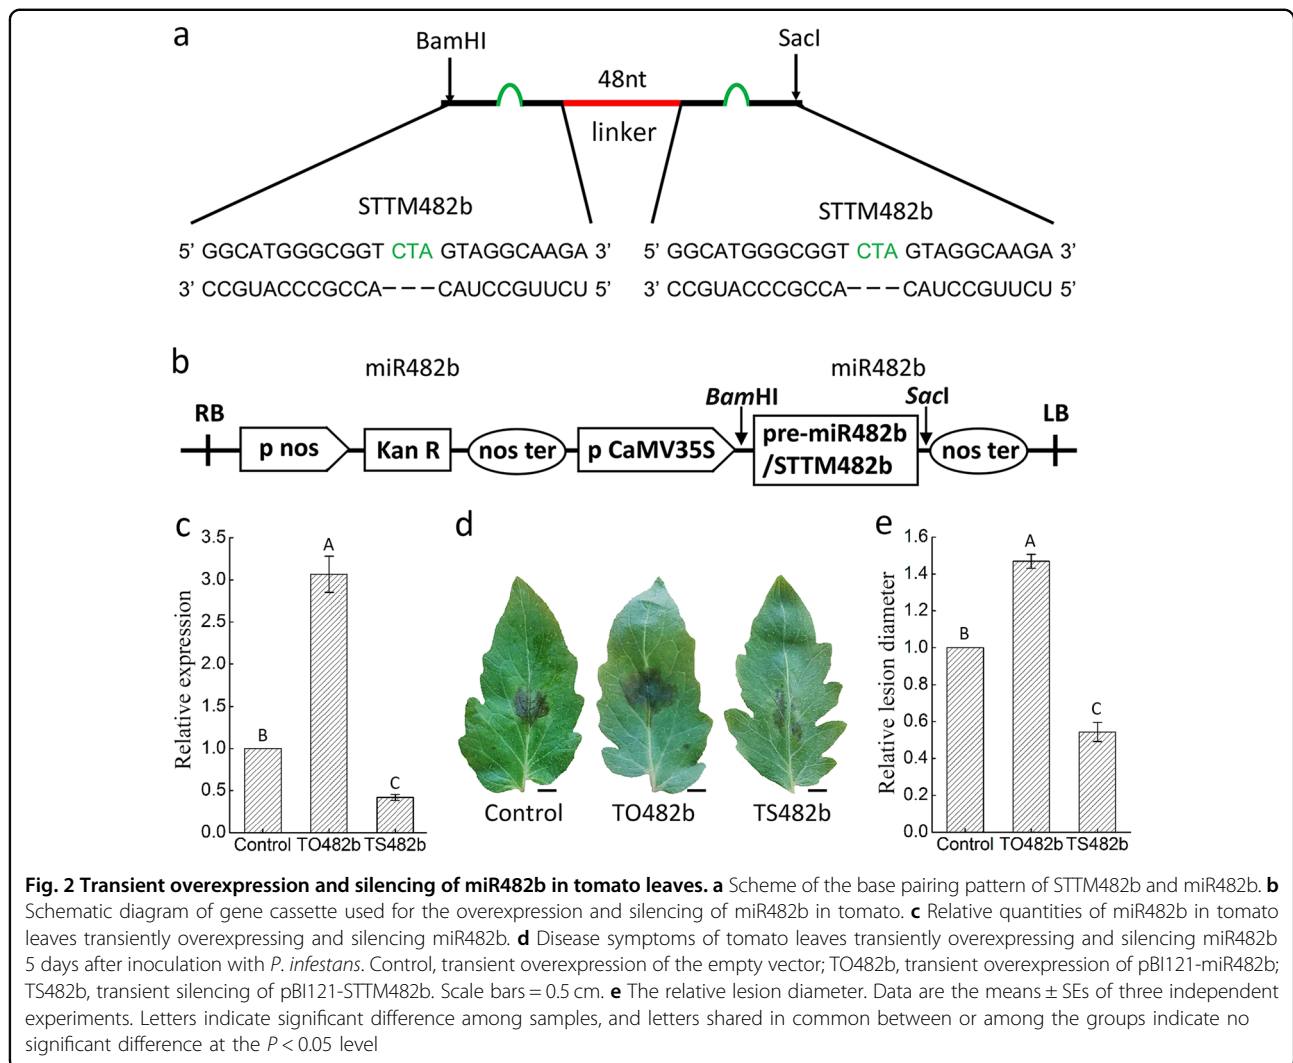 a
BamHI
SacI
48nt
linker
STTM482b
STTM482b
5’ GGCATGGGCGGT CTA GTAGGCAAGA 3’
5’ GGCATGGGCGGT CTA GTAGGCAAGA 3’
3’ CCGUACCCGCCA−−−CAUCCGUUCU 5’
3’ CCGUACCCGCCA−−−CAUCCGUUCU 5’
miR482b
miR482b
b
RB
p nos
Kan R
nos ter
p CaMV35S
BamHI
pre-miR482b
/STTM482b
SacI
nos ter
LB
c
Relative expression
3.5
3.0
2.5
2.0
1.5
1.0
0.5
0.0
B
A
C
Control TO482b TS482b
d
Control
TO482b
TS482b
e
Relative lesion diameter
1.6
1.4
1.2
1.0
0.8
0.6
0.4
0.2
0.0
B
A
C
Control TO482b TS482b
Fig. 2 Transient overexpression and silencing of miR482b in tomato leaves. a Scheme of the base pairing pattern of STTM482b and miR482b. b
Schematic diagram of gene cassette used for the overexpression and silencing of miR482b in tomato. c Relative quantities of miR482b in tomato
leaves transiently overexpressing and silencing miR482b. d Disease symptoms of tomato leaves transiently overexpressing and silencing miR482b
5 days after inoculation with P. infestans. Control, transient overexpression of the empty vector; TO482b, transient overexpression of pBI121-miR482b;
TS482b, transient silencing of pBI121-STTM482b. Scale bars = 0.5 cm. e The relative lesion diameter. Data are the means ± SEs of three independent
experiments. Letters indicate significant difference among samples, and letters shared in common between or among the groups indicate no
significant difference at the P < 0.05 level